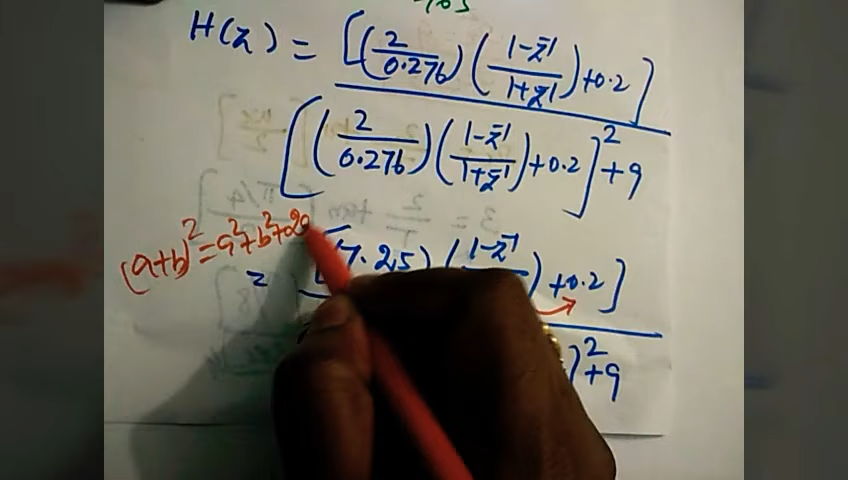 H(z) = [(2/0.276)(1-z⁻¹/1+z⁻¹)+0.2]
[(2/0.276)(1-z⁻¹/1+z⁻¹)+0.2]²+9
(a+b)²=a²+b²+2a
= [(7.25)(1-z⁻¹ )+0.2]
)²+9